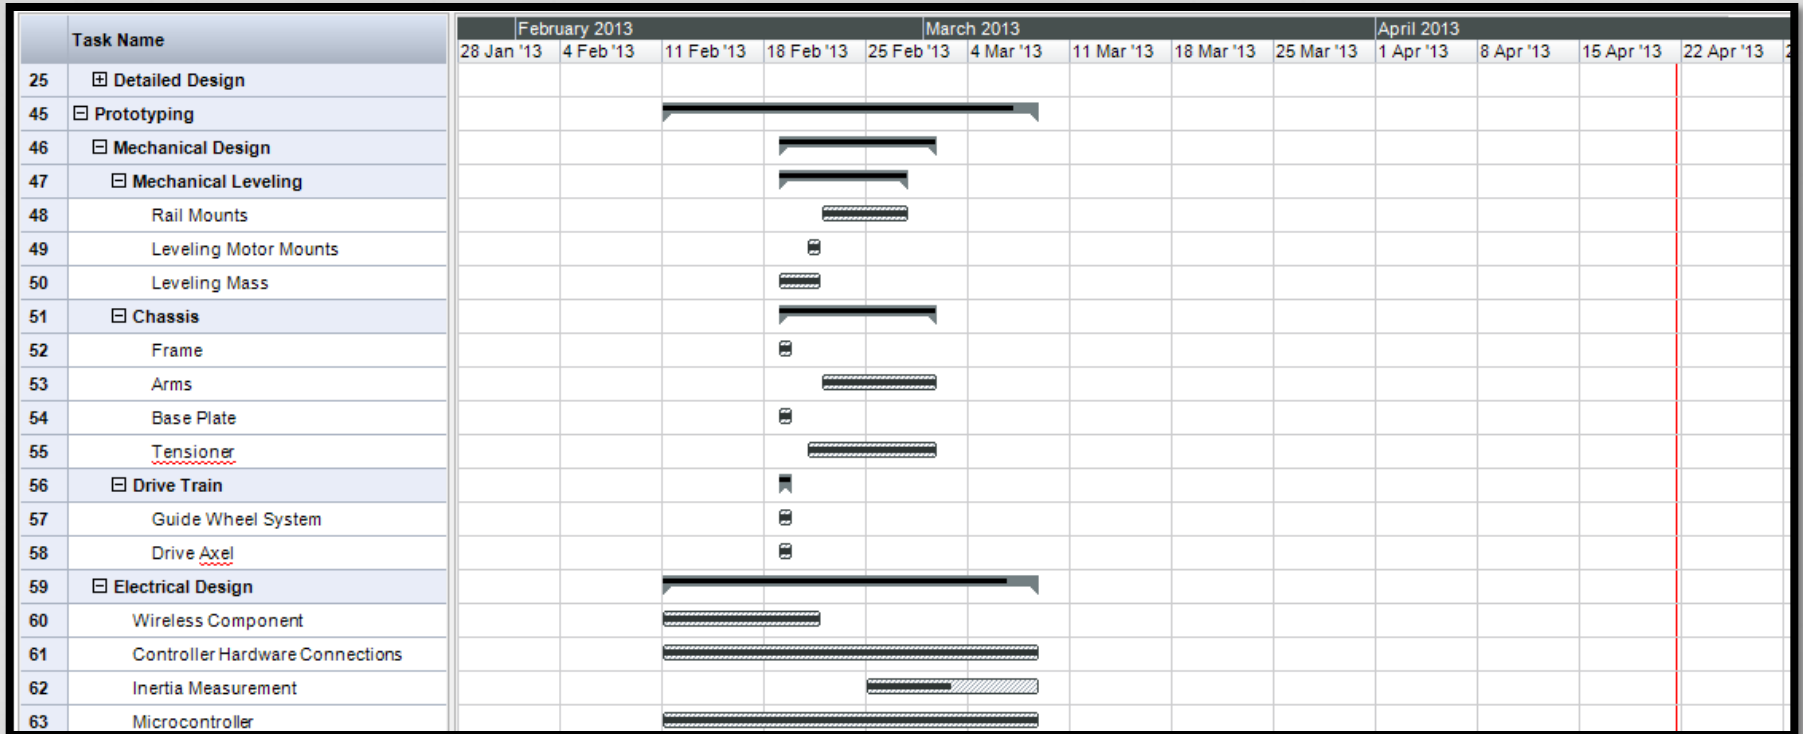 Task Name
February 2013 March 2013 April 2013
28 Jan '13 4 Feb '13 11 Feb '13 18 Feb '13 25 Feb '13 4 Mar '13 11 Mar '13 18 Mar '13 25 Mar '13 1 Apr '13 8 Apr '13 15 Apr '13 22 Apr '13
25 Detailed Design
45 Prototyping
46 Mechanical Design
47 Mechanical Leveling
48 Rail Mounts
49 Leveling Motor Mounts
50 Leveling Mass
51 Chassis
52 Frame
53 Arms
54 Base Plate
55 Tensioner
56 Drive Train
57 Guide Wheel System
58 Drive Axel
59 Electrical Design
60 Wireless Component
61 Controller Hardware Connections
62 Inertia Measurement
63 Microcontroller